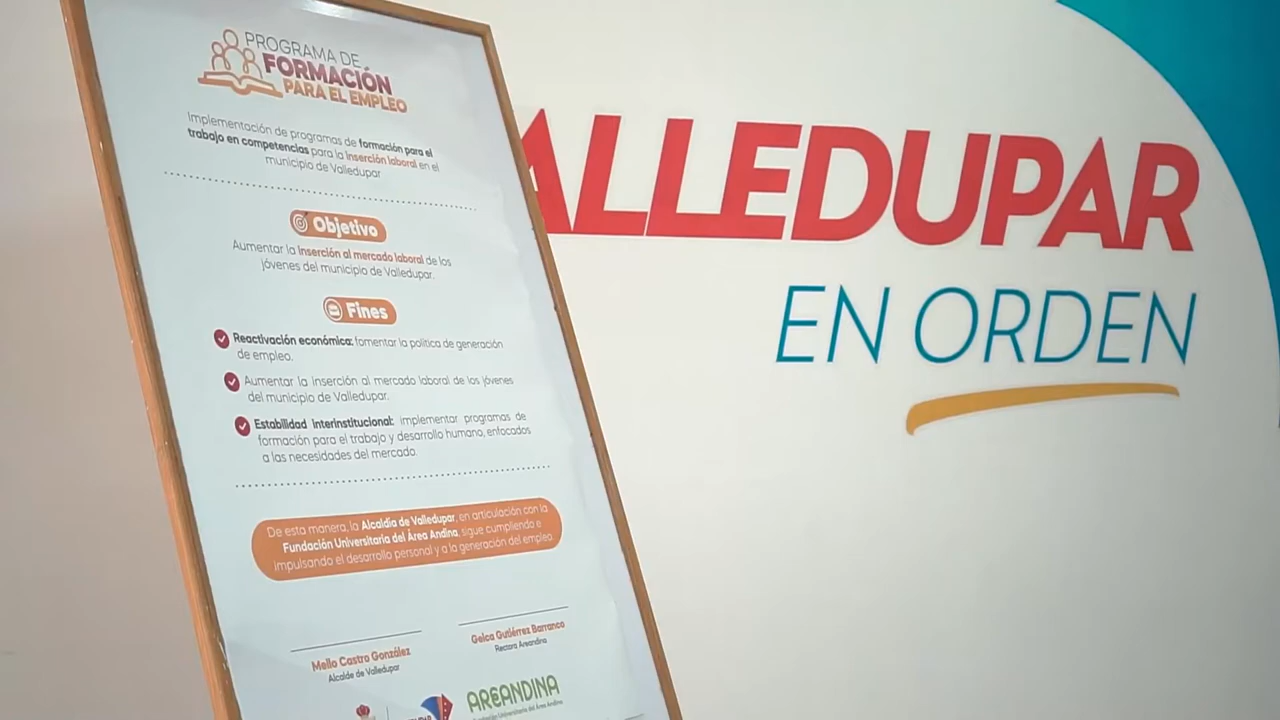 PROGRAMA DE
FORMACIÓN
PARA EL EMPLEO
Implementación de programas de formación para el
trabajo en competencias para la inserción laboral en el
municipio de Valledupar
Objetivo
Aumentar la inserción al mercado laboral de los
jóvenes del municipio de Valledupar.
Fines
Reactivación económica: fomentar la política de generación
de empleo.
Aumentar la inserción al mercado laboral de los jóvenes
del municipio de Valledupar.
Estabilidad interinstitucional: implementar programas de
formación para el trabajo y desarrollo humano, enfocados
a las necesidades del mercado.
De esta manera, la Alcaldía de Valledupar, en articulación con la
Fundación Universitaria del Área Andina, sigue cumpliendo e
impulsando el desarrollo personal y a la generación del empleo.
Mello Castro González
Alcalde de Valledupar
Gelca Gutiérrez Barranco
Rectora Areandina
AREANDINA
Fundación Universitaria del Área Andina
ALLEDUPAR
EN ORDEN